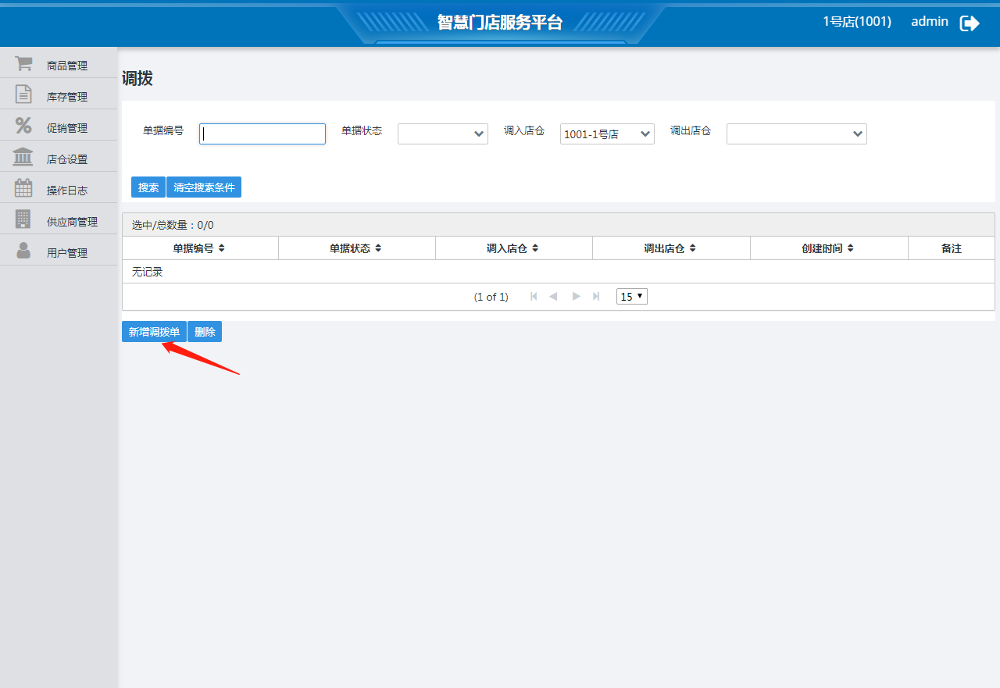 智慧门店服务平台
1号店(1001) admin
商品管理
库存管理
促销管理
店仓设置
操作日志
供应商管理
用户管理
调拨
单据编号 单据状态 调入店仓 1001-1号店 调出店仓
搜索 清空搜索条件
选中/总数量：0/0
单据编号 单据状态 调入店仓 调出店仓 创建时间 备注
无记录
(1 of 1) 15
新增调拨单 删除